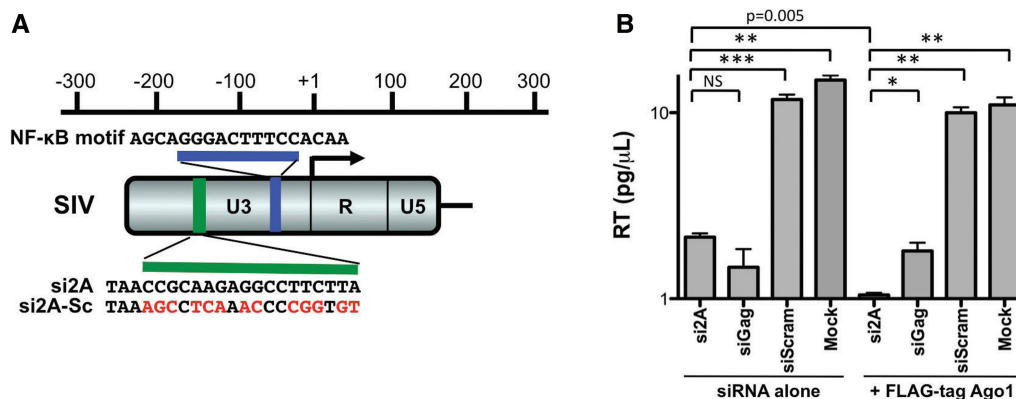 A
-300 -200 -100 +1 100 200 300
NF-κB motif AGCAGGGACTTTCCACAA
SIV
U3 R U5
si2A TAACCGCAAGAGGCCTTCTTA
si2A-Sc TAAAGCCTCAAACCCCGGTGT
B
p=0.005
** **
*** **
NS *
RT (pg/μL)
10
1
si2A siGag siScram Mock si2A siGag siScram Mock
siRNA alone + FLAG-tag Ago1